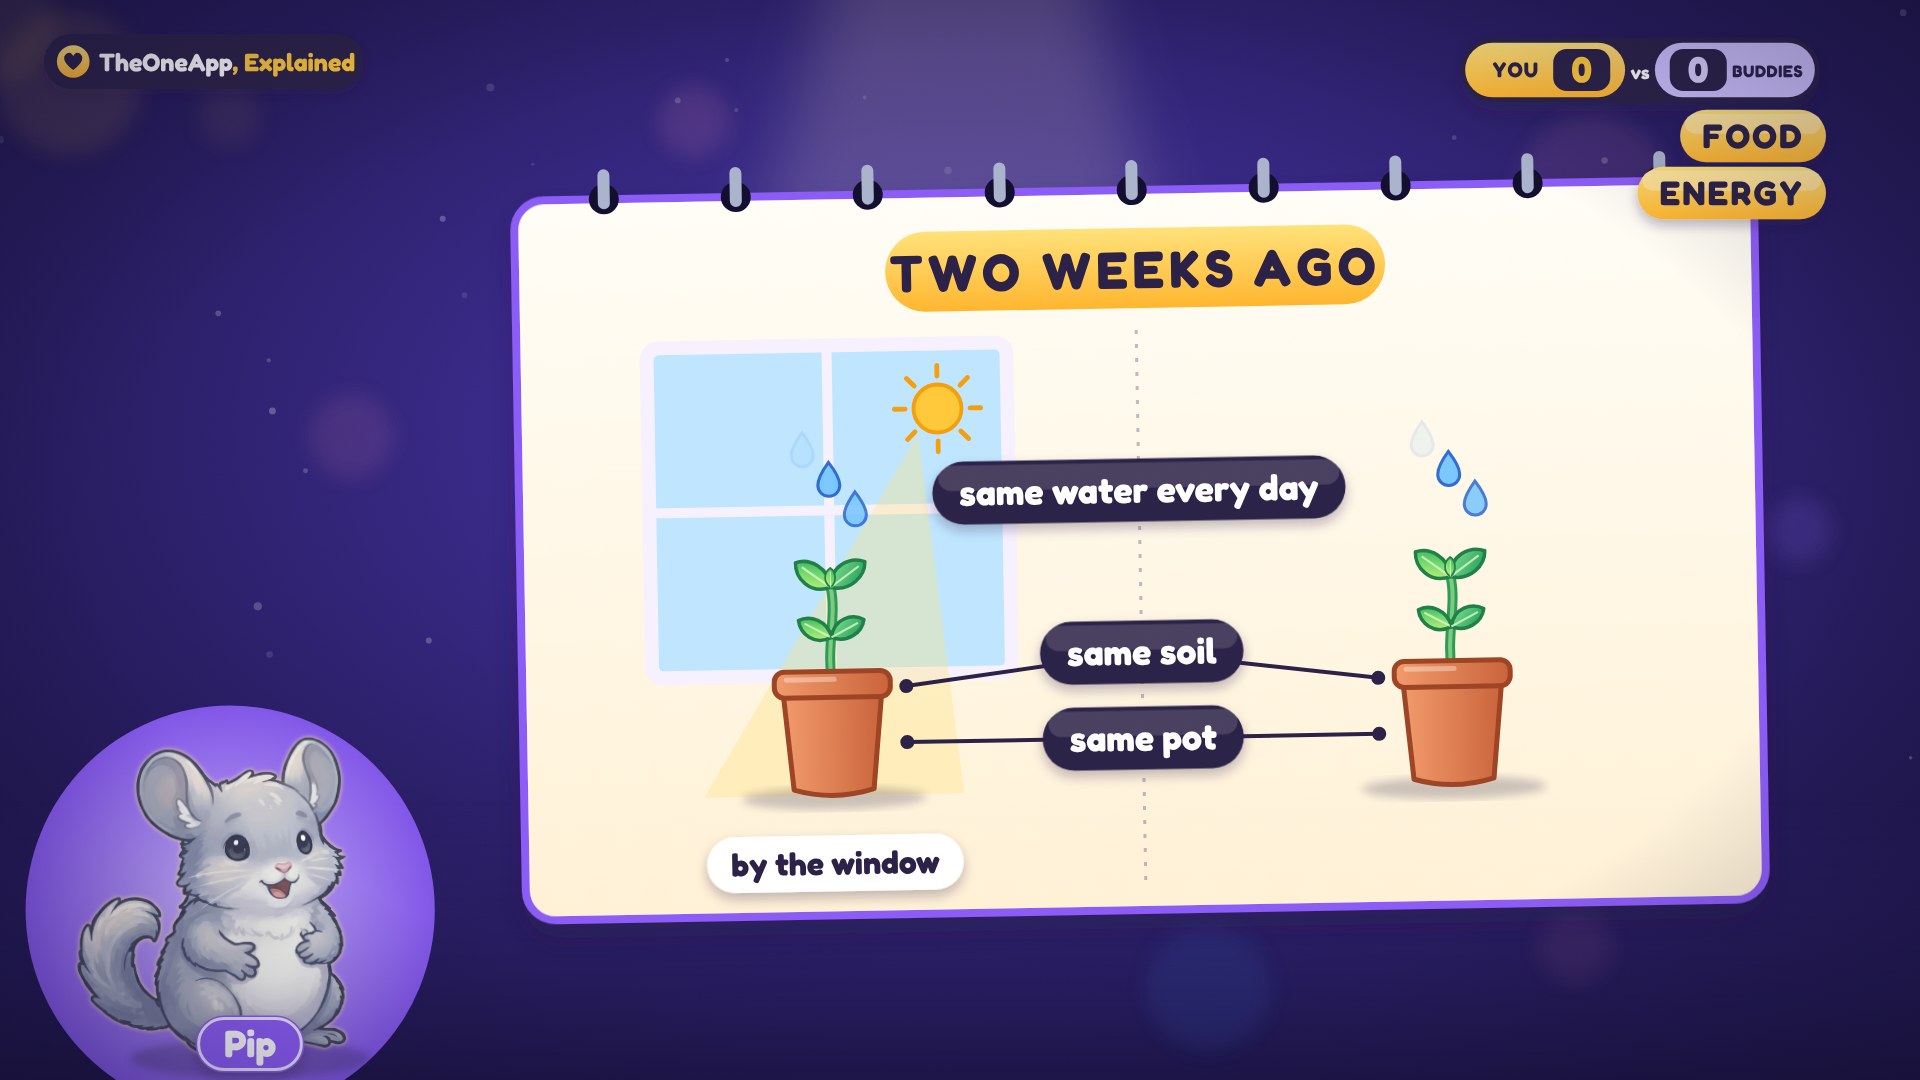 TheOneApp, Explained
YOU 0 vs 0 BUDDIES
FOOD
ENERGY
TWO WEEKS AGO
same water every day
same soil
same pot
by the window
Pip